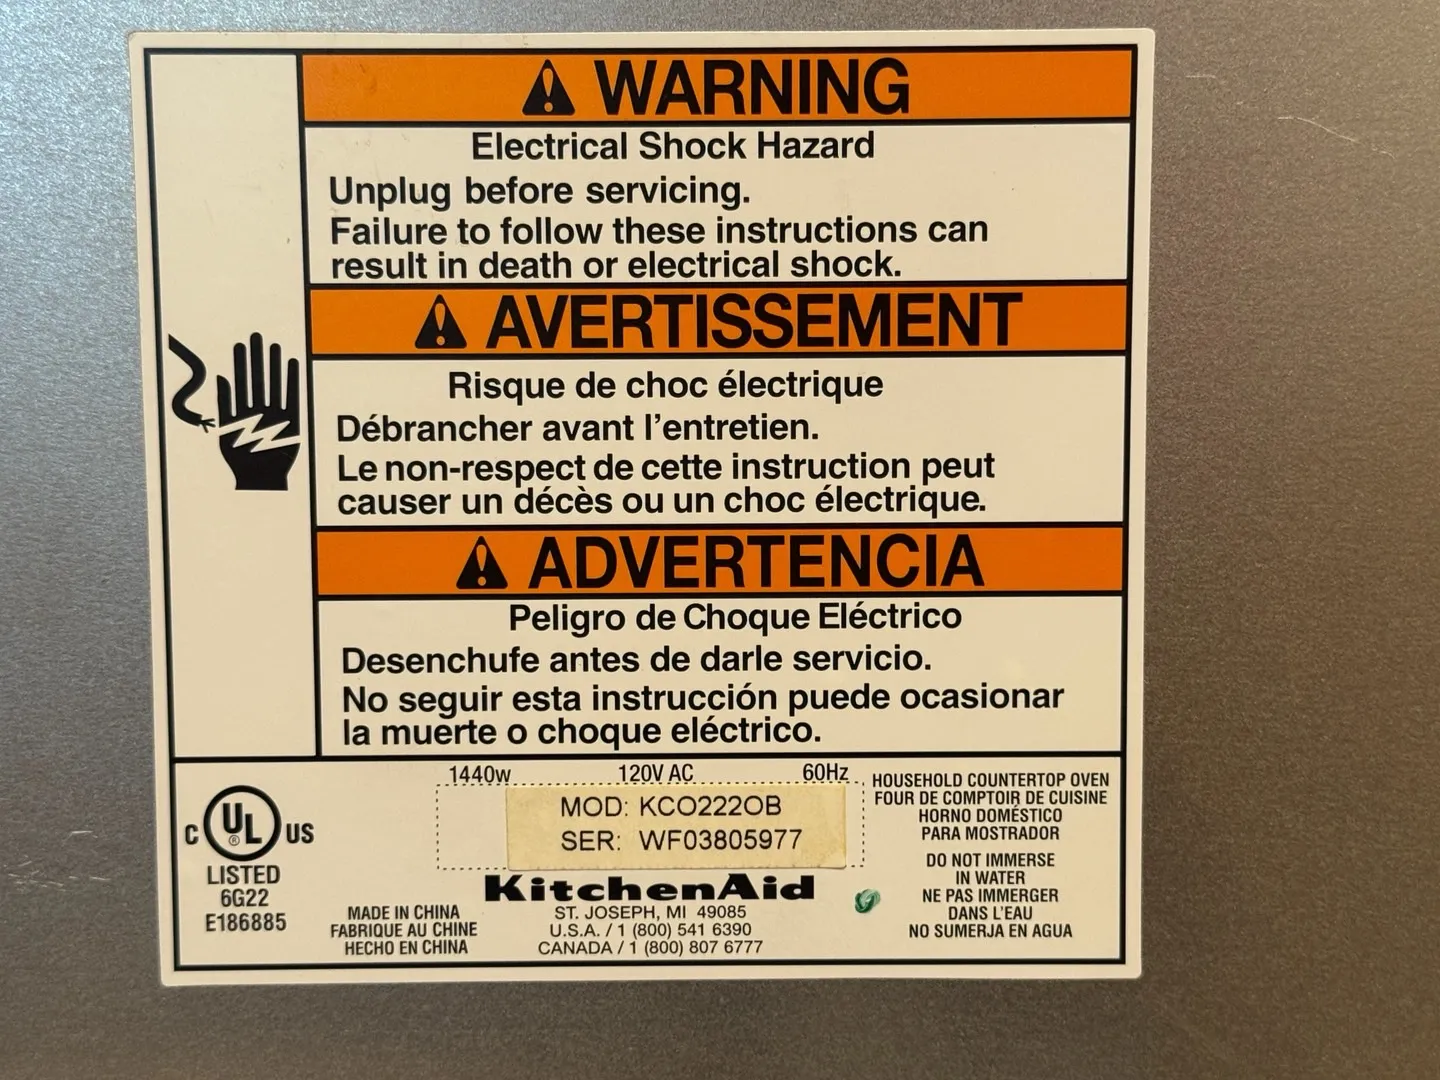 WARNING
Electrical Shock Hazard
Unplug before servicing.
Failure to follow these instructions can
result in death or electrical shock.
AVERTISSEMENT
Risque de choc électrique
Débrancher avant l'entretien.
Le non-respect de cette instruction peut
causer un décès ou un choc électrique.
ADVERTENCIA
Peligro de Choque Eléctrico
Desenchufe antes de darle servicio.
No seguir esta instrucción puede ocasionar
la muerte o choque eléctrico.
1440w 120V AC 60Hz
MOD: KCO222OB
SER: WF03805977
C UL ® US
LISTED
6G22
E186885
MADE IN CHINA
FABRIQUE AU CHINE
HECHO EN CHINA
KitchenAid
ST. JOSEPH, MI 49085
U.S.A. / 1 (800) 541 6390
CANADA / 1 (800) 807 6777
HOUSEHOLD COUNTERTOP OVEN
FOUR DE COMPTOIR DE CUISINE
HORNO DOMÉSTICO
PARA MOSTRADOR
DO NOT IMMERSE
IN WATER
NE PAS IMMERGER
DANS L'EAU
NO SUMERJA EN AGUA